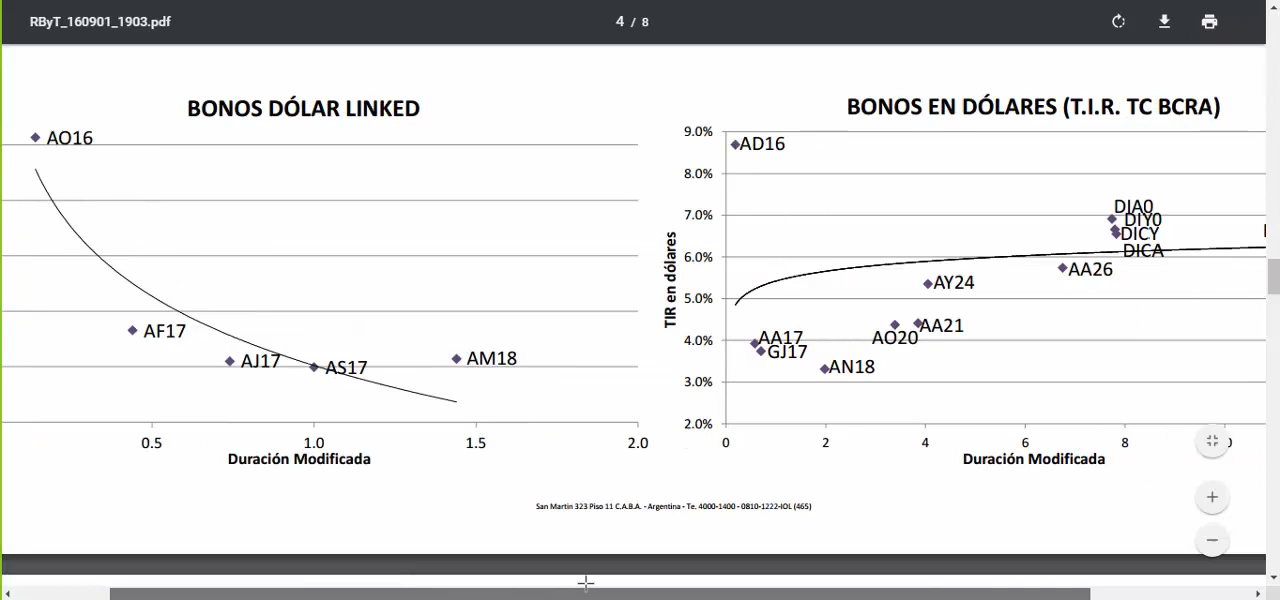 RByT_160901_1903.pdf
4 / 8
BONOS DÓLAR LINKED
AO16
AF17
AJ17
AS17
AM18
0.5
1.0
1.5
2.0
Duración Modificada
BONOS EN DÓLARES (T.I.R. TC BCRA)
TIR en dólares
9.0%
8.0%
7.0%
6.0%
5.0%
4.0%
3.0%
2.0%
AD16
DIA0
DIY0
DICY
DICA
AA26
AY24
AA21
AO20
AA17
GJ17
AN18
0
2
4
6
8
Duración Modificada
San Martin 323 Piso 11 C.A.B.A. - Argentina - Te. 4000-1400 - 0810-1222-IOL (465)